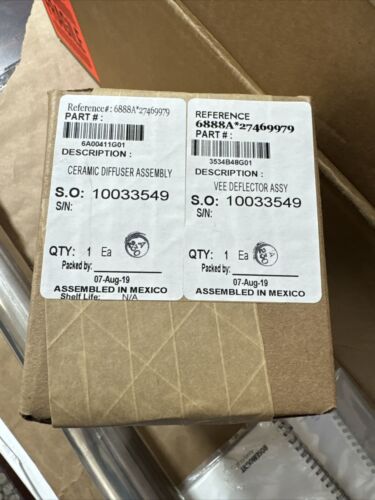 Reference#: 6888A*27469979
PART # :
6A00411G01
DESCRIPTION :
CERAMIC DIFFUSER ASSEMBLY
S.O: 10033549
S/N:
QTY: 1 Ea
Packed by:
07-Aug-19
ASSEMBLED IN MEXICO
Shelf Life: N/A
REFERENCE
6888A*27469979
PART # :
3534B48G01
DESCRIPTION :
VEE DEFLECTOR ASSY
S.O: 10033549
S/N:
QTY: 1 Ea
Packed by:
07-Aug-19
ASSEMBLED IN MEXICO
ROSEMOUNT